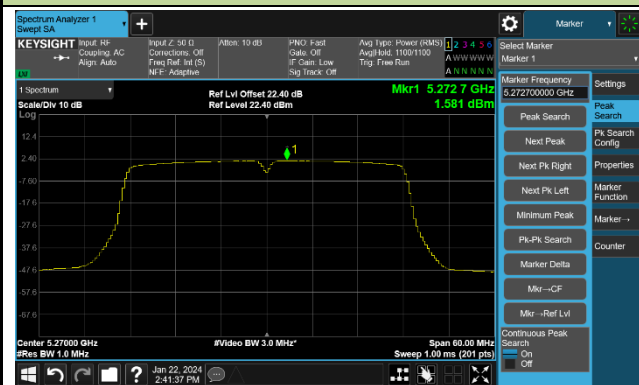 Spectrum Analyzer 1
Swept SA
+
Marker
KEYSIGHT Input: RF
Coupling: AC
Align: Auto
Input Z: 50 Ω
Corrections: Off
Freq Ref: Int (S)
NFE: Adaptive
Atten: 10 dB
PNO: Fast
Gate: Off
IF Gain: Low
Sig Track: Off
Avg Type: Power (RMS)
Avg|Hold: 1100/1100
Trig: Free Run
1 2 3 4 5 6
A W W W W W
A N N N N N
LXI
Select Marker
Marker 1
1 Spectrum
Scale/Div 10 dB
Log
Ref Lvl Offset 22.40 dB
Ref Level 22.40 dBm
Mkr1 5.272 7 GHz
1.581 dBm
12.4
2.40
-7.60
-17.6
-27.6
-37.6
-47.6
-57.6
-67.6
1
Center 5.27000 GHz
#Res BW 1.0 MHz
#Video BW 3.0 MHz*
Span 60.00 MHz
Sweep 1.00 ms (201 pts)
Marker Frequency
5.272700000 GHz
Peak Search
Next Peak
Next Pk Right
Next Pk Left
Minimum Peak
Pk-Pk Search
Marker Delta
Mkr→CF
Mkr→Ref Lvl
Continuous Peak
Search
On
Off
Settings
Peak
Search
Pk Search
Config
Properties
Marker
Function
Marker→
Counter
?
Jan 22, 2024
2:41:37 PM